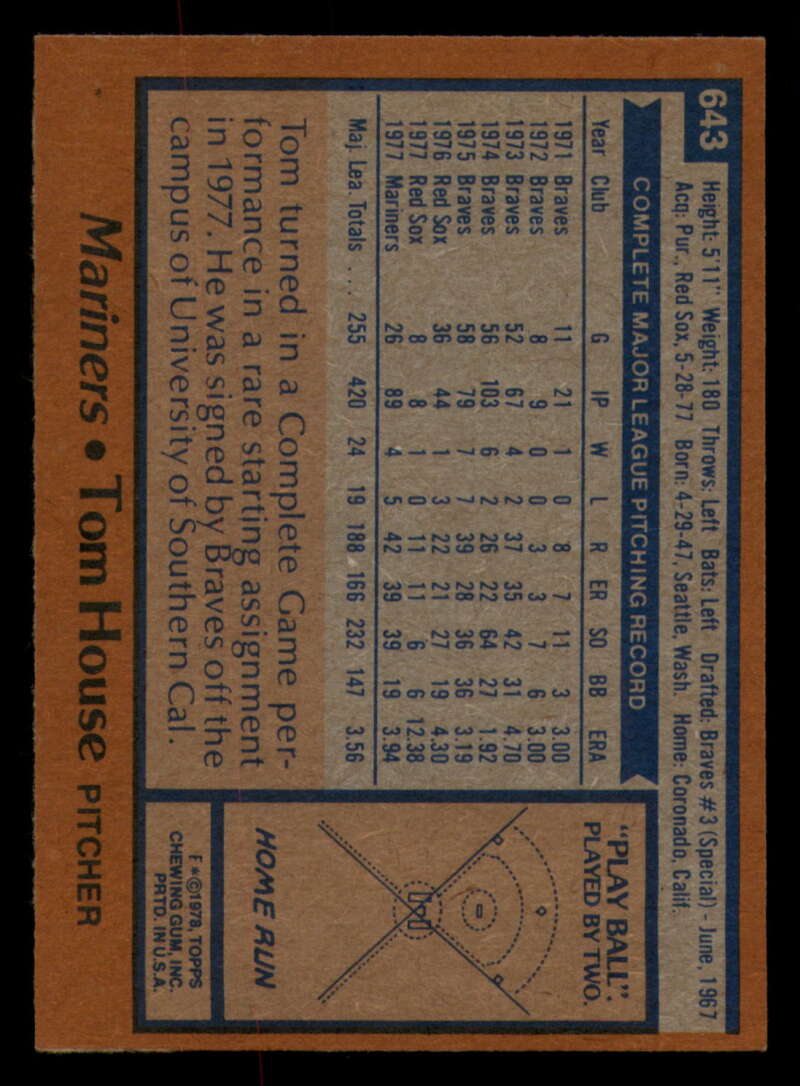 643
Height: 5'11" Weight: 180 Throws: Left Bats: Left Drafted: Braves #3 (Special) - June, 1967
Acq: Pur., Red Sox, 5-28-77 Born: 4-29-47, Seattle, Wash. Home: Coronado, Calif.
COMPLETE MAJOR LEAGUE PITCHING RECORD
Year Club G IP W L R ER SO BB ERA
1971 Braves 11 21 1 0 8 7 11 3 3.00
1972 Braves 8 9 0 0 3 3 7 6 3.00
1973 Braves 52 67 4 2 37 35 42 31 4.70
1974 Braves 56 103 6 2 26 22 64 27 1.92
1975 Braves 58 79 7 7 39 28 36 36 3.19
1976 Red Sox 36 44 1 3 22 21 27 19 4.30
1977 Red Sox 8 8 1 0 11 11 6 6 12.38
1977 Mariners 26 89 4 5 42 39 39 19 3.94
Maj. Lea. Totals ... 255 420 24 19 188 166 232 147 3.56
Tom turned in a Complete Game per-
formance in a rare starting assignment
in 1977. He was signed by Braves off the
campus of University of Southern Cal.
"PLAY BALL":
PLAYED BY TWO.
HOME RUN
F*©1978, TOPPS
CHEWING GUM, INC.
PRTD. IN U.S.A.
Mariners • Tom House PITCHER